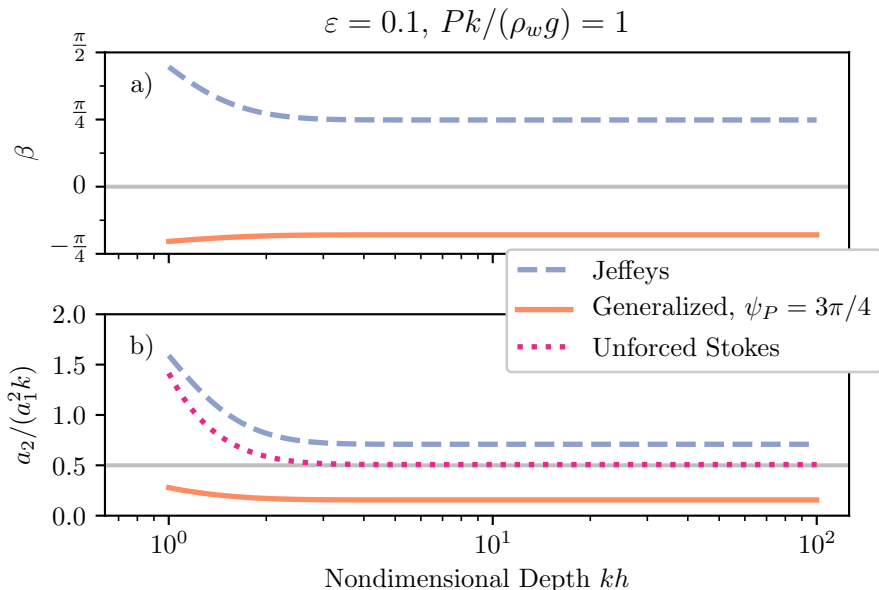 ε = 0.1, Pk/(ρ_w g) = 1
a)
β
π/2
π/4
0
−π/4
Jeffeys
Generalized, ψ_P = 3π/4
Unforced Stokes
b)
a_2/(a_1^2 k)
2.0
1.5
1.0
0.5
0.0
10^0
10^1
10^2
Nondimensional Depth kh